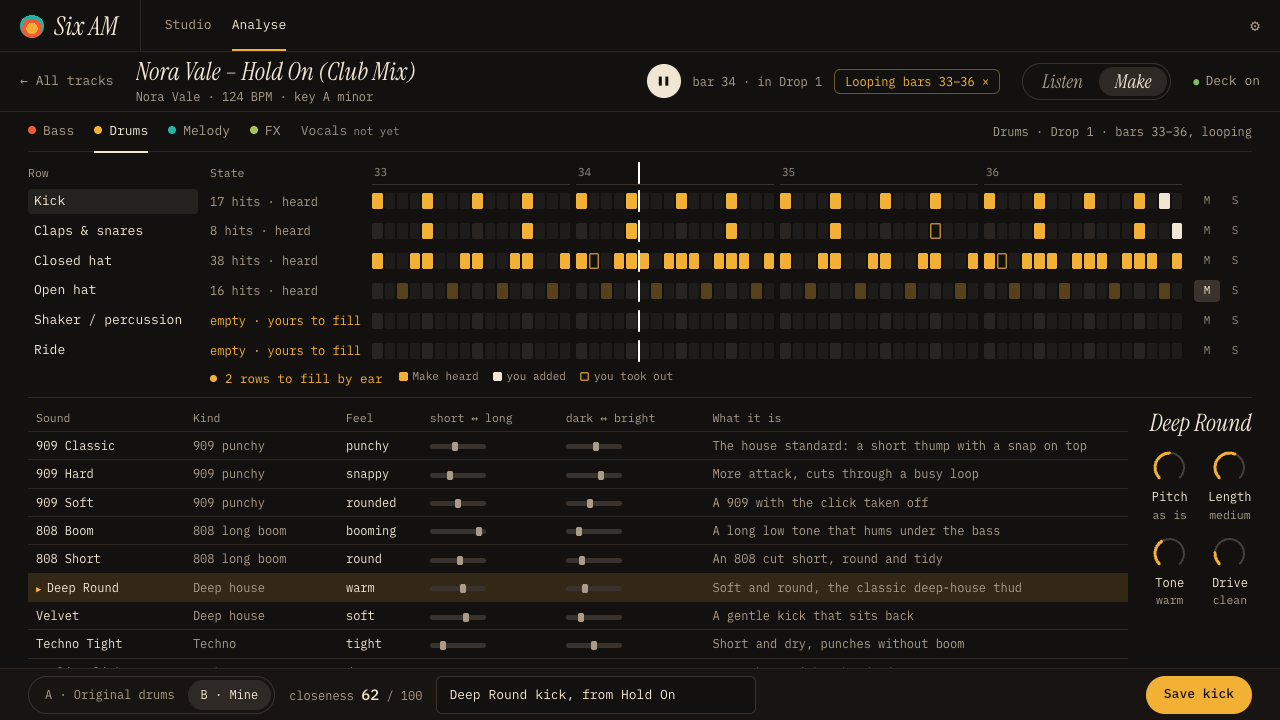 Six AM Studio Analyse ⚙
← All tracks Nora Vale – Hold On (Club Mix) bar 34 · in Drop 1 Looping bars 33–36 × Listen Make Deck on
Nora Vale · 124 BPM · key A minor
Bass Drums Melody FX Vocals not yet Drums · Drop 1 · bars 33–36, looping
Row State 33 34 35 36
Kick 17 hits · heard M S
Claps & snares 8 hits · heard M S
Closed hat 38 hits · heard M S
Open hat 16 hits · heard M S
Shaker / percussion empty · yours to fill M S
Ride empty · yours to fill M S
2 rows to fill by ear Make heard you added you took out
Sound Kind Feel short ↔ long dark ↔ bright What it is
909 Classic 909 punchy punchy The house standard: a short thump with a snap on top
909 Hard 909 punchy snappy More attack, cuts through a busy loop
909 Soft 909 punchy rounded A 909 with the click taken off
808 Boom 808 long boom booming A long low tone that hums under the bass
808 Short 808 long boom round An 808 cut short, round and tidy
▸ Deep Round Deep house warm Soft and round, the classic deep-house thud
Velvet Deep house soft A gentle kick that sits back
Techno Tight Techno tight Short and dry, punches without boom
Deep Round
Pitch Length
as is medium
Tone Drive
warm clean
A · Original drums B · Mine closeness 62 / 100 Deep Round kick, from Hold On Save kick